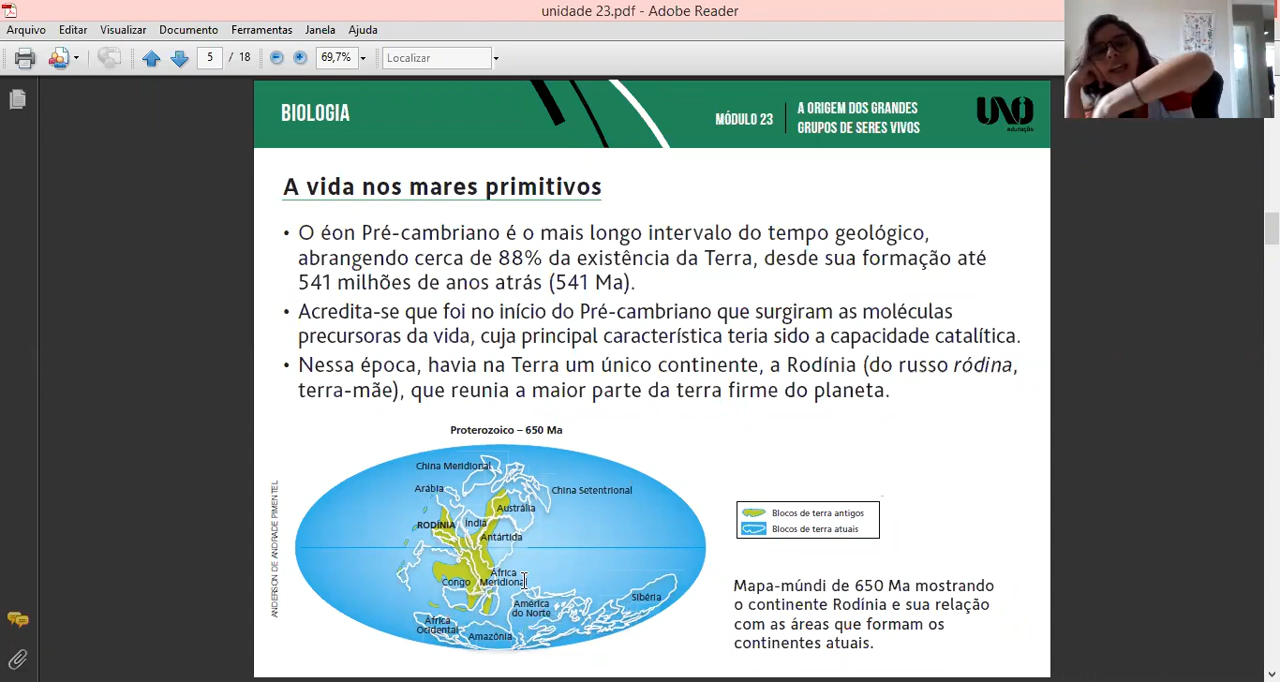 unidade 23.pdf - Adobe Reader
Arquivo Editar Visualizar Documento Ferramentas Janela Ajuda
5 / 18 69,7% Localizar
BIOLOGIA
MÓDULO 23
A ORIGEM DOS GRANDES
GRUPOS DE SERES VIVOS
UNOi
educação
A vida nos mares primitivos
• O éon Pré-cambriano é o mais longo intervalo do tempo geológico,
abrangendo cerca de 88% da existência da Terra, desde sua formação até
541 milhões de anos atrás (541 Ma).
• Acredita-se que foi no início do Pré-cambriano que surgiram as moléculas
precursoras da vida, cuja principal característica teria sido a capacidade catalítica.
• Nessa época, havia na Terra um único continente, a Rodínia (do russo ródina,
terra-mãe), que reunia a maior parte da terra firme do planeta.
Proterozoico – 650 Ma
China Meridional
Arábia
China Setentrional
Austrália
RODÍNIA
Índia
Antártida
África
Meridional
Congo
Sibéria
América
do Norte
África
Ocidental
Amazônia
ANDERSON DE ANDRADE PIMENTEL
Blocos de terra antigos
Blocos de terra atuais
Mapa-múndi de 650 Ma mostrando
o continente Rodínia e sua relação
com as áreas que formam os
continentes atuais.